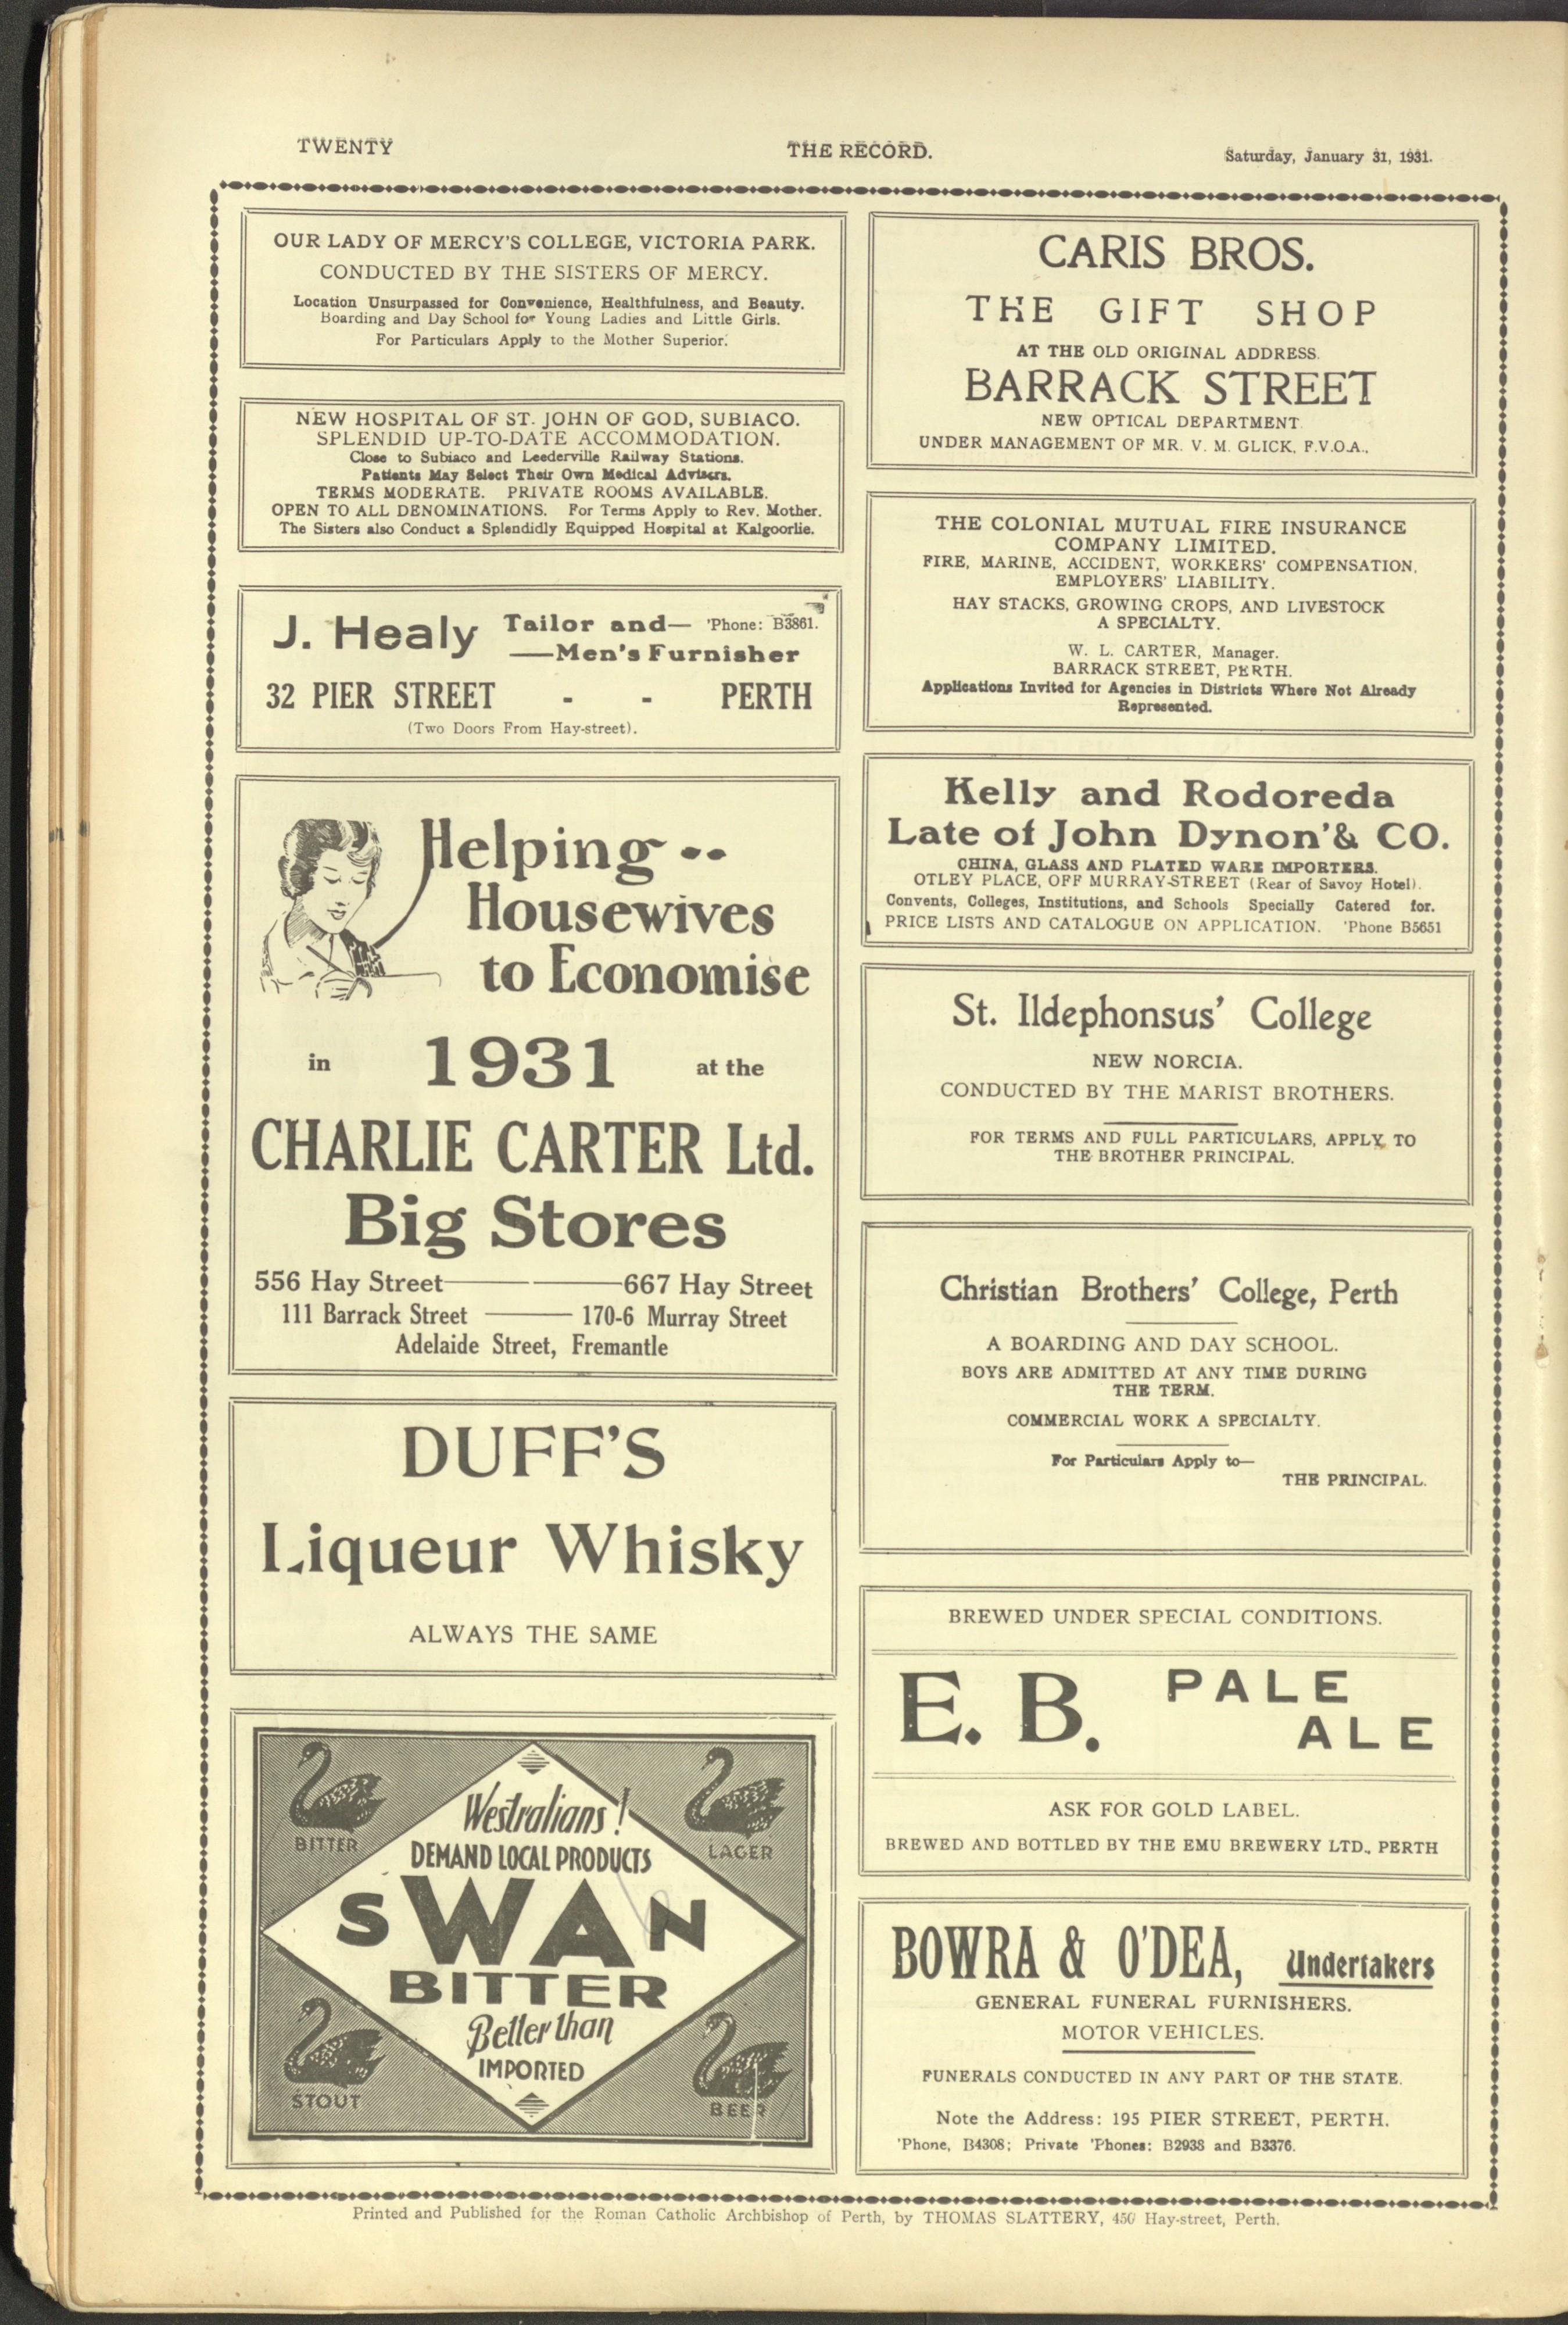 TWENTY
THE RECORD.
Saturday, January 31, 1931.
OUR LADY OF MERCY'S COLLEGE, VICTORIA PARK.
CONDUCTED BY THE SISTERS OF MERCY.
Location Unsurpassed for Convenience, Healthfulness, and Beauty.
Boarding and Day School for Young Ladies and Little Girls.
For Particulars Apply to the Mother Superior.
NEW HOSPITAL OF ST. JOHN OF GOD, SUBIACO.
SPLENDID UP-TO-DATE ACCOMMODATION.
Close to Subiaco and Leederville Railway Stations.
Patients May Select Their Own Medical Advisers.
TERMS MODERATE. PRIVATE ROOMS AVAILABLE.
OPEN TO ALL DENOMINATIONS. For Terms Apply to Rev. Mother.
The Sisters also Conduct a Splendidly Equipped Hospital at Kalgoorlie.
J. Healy Tailor and— 'Phone: B3861.
—Men's Furnisher
32 PIER STREET - - PERTH
(Two Doors From Hay-street).
Helping --
Housewives
to Economise
in 1931 at the
CHARLIE CARTER Ltd.
Big Stores
556 Hay Street—— ——667 Hay Street
111 Barrack Street —— 170-6 Murray Street
Adelaide Street, Fremantle
DUFF'S
Liqueur Whisky
ALWAYS THE SAME
BITTER
LAGER
Westralians!
DEMAND LOCAL PRODUCTS
SWAN
BITTER
Better than
IMPORTED
STOUT
BEER
CARIS BROS.
THE GIFT SHOP
AT THE OLD ORIGINAL ADDRESS.
BARRACK STREET
NEW OPTICAL DEPARTMENT
UNDER MANAGEMENT OF MR. V. M. GLICK, F.V.O.A.,
THE COLONIAL MUTUAL FIRE INSURANCE
COMPANY LIMITED.
FIRE, MARINE, ACCIDENT, WORKERS' COMPENSATION,
EMPLOYERS' LIABILITY.
HAY STACKS, GROWING CROPS, AND LIVESTOCK
A SPECIALTY.
W. L. CARTER, Manager.
BARRACK STREET, PERTH.
Applications Invited for Agencies in Districts Where Not Already
Represented.
Kelly and Rodoreda
Late of John Dynon'& CO.
CHINA, GLASS AND PLATED WARE IMPORTERS.
OTLEY PLACE, OFF MURRAY-STREET (Rear of Savoy Hotel).
Convents, Colleges, Institutions, and Schools Specially Catered for.
PRICE LISTS AND CATALOGUE ON APPLICATION. 'Phone B5651
St. Ildephonsus' College
NEW NORCIA.
CONDUCTED BY THE MARIST BROTHERS.
FOR TERMS AND FULL PARTICULARS, APPLY TO
THE BROTHER PRINCIPAL.
Christian Brothers' College, Perth
A BOARDING AND DAY SCHOOL.
BOYS ARE ADMITTED AT ANY TIME DURING
THE TERM.
COMMERCIAL WORK A SPECIALTY.
For Particulars Apply to—
THE PRINCIPAL.
BREWED UNDER SPECIAL CONDITIONS.
E. B. PALE
ALE
ASK FOR GOLD LABEL.
BREWED AND BOTTLED BY THE EMU BREWERY LTD., PERTH
BOWRA & O'DEA, Undertakers
GENERAL FUNERAL FURNISHERS.
MOTOR VEHICLES.
FUNERALS CONDUCTED IN ANY PART OF THE STATE.
Note the Address: 195 PIER STREET, PERTH.
'Phone, B4308; Private 'Phones: B2938 and B3376.
Printed and Published for the Roman Catholic Archbishop of Perth, by THOMAS SLATTERY, 450 Hay-street, Perth.